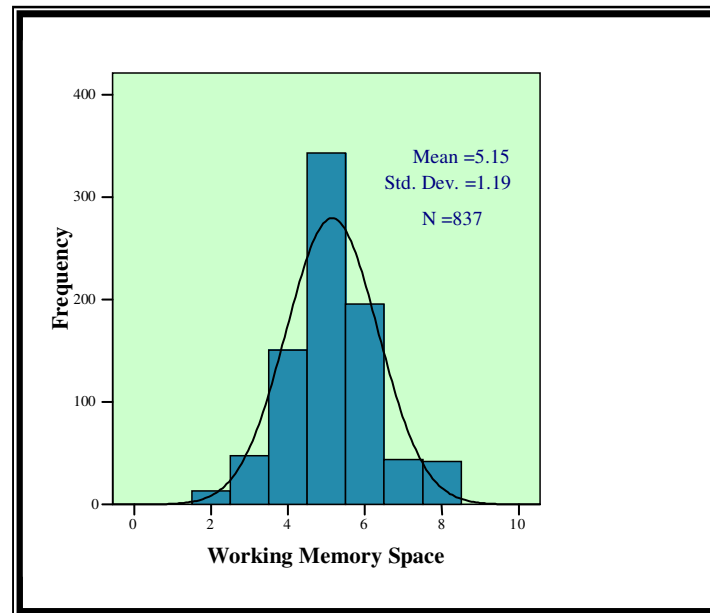 400
300
200
100
0
Frequency
Mean =5.15
Std. Dev. =1.19
N =837
0 2 4 6 8 10
Working Memory Space